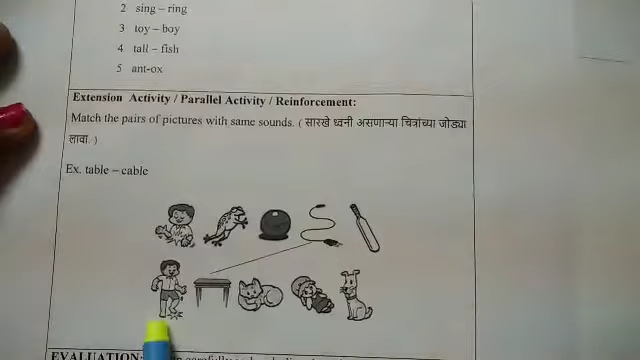 2 sing – ring
3 toy – boy
4 tall – fish
5 ant-ox
Extension Activity / Parallel Activity / Reinforcement:
Match the pairs of pictures with same sounds. ( सारखे ध्वनी असणाऱ्या चित्रांच्या जोड्या
लावा. )
Ex. table – cable
EVALUATION: